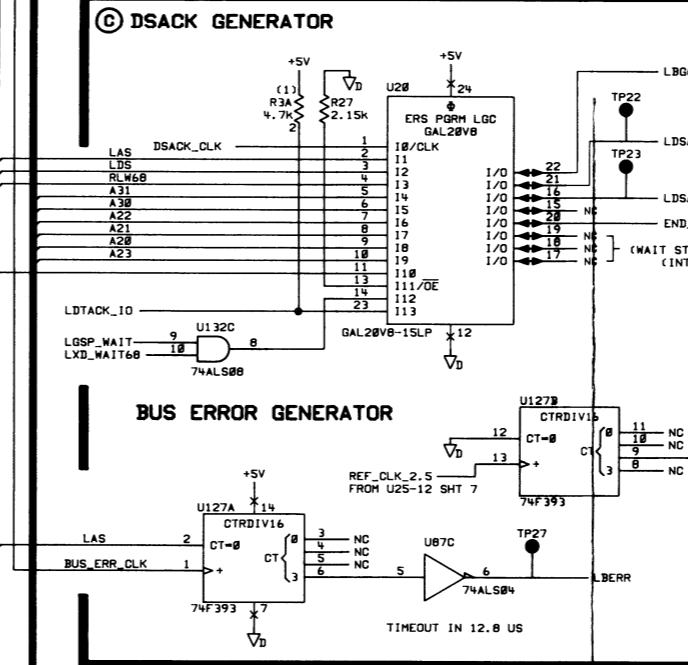 C DSACK GENERATOR
+5V
+5V
(1)
R3A
4.7k
2
R27
2.15k
D
U20
24
Φ
ERS PGRM LGC
GAL20V8
DSACK_CLK 1 I0/CLK
LAS 2 I1
LDS 3 I2
RLW68 4 I3
A31 5 I4
A30 6 I5
A22 7 I6
A21 8 I7
A20 9 I8
A23 10 I9
11 I10
13 I11/OE
14 I12
LDTACK_IO 23 I13
I/O 22 LBG
I/O 21 LDS
TP22
I/O 16 LDS
TP23
I/O 15 NC
I/O 20 END_
I/O 19 NC
I/O 18 NC (WAIT ST
I/O 17 NC (INT
GAL20V8-15LP
12
D
LGSP_WAIT 9
LXD_WAIT68 10
U132C
8
74ALS08
BUS ERROR GENERATOR
U127B
CTRDIV16
12 CT=0
13 +
D
CT 0 3
11 NC
10 NC
9
8 NC
REF_CLK_2.5
FROM U25-12 SHT 7
74F393
+5V
U127A
14
CTRDIV16
LAS 2 CT=0
BUS_ERR_CLK 1 +
CT 0 3
3 NC
4 NC
5 NC
6
74F393
7
D
5 U87C 6
74ALS04
TP27
LBERR
TIMEOUT IN 12.8 US